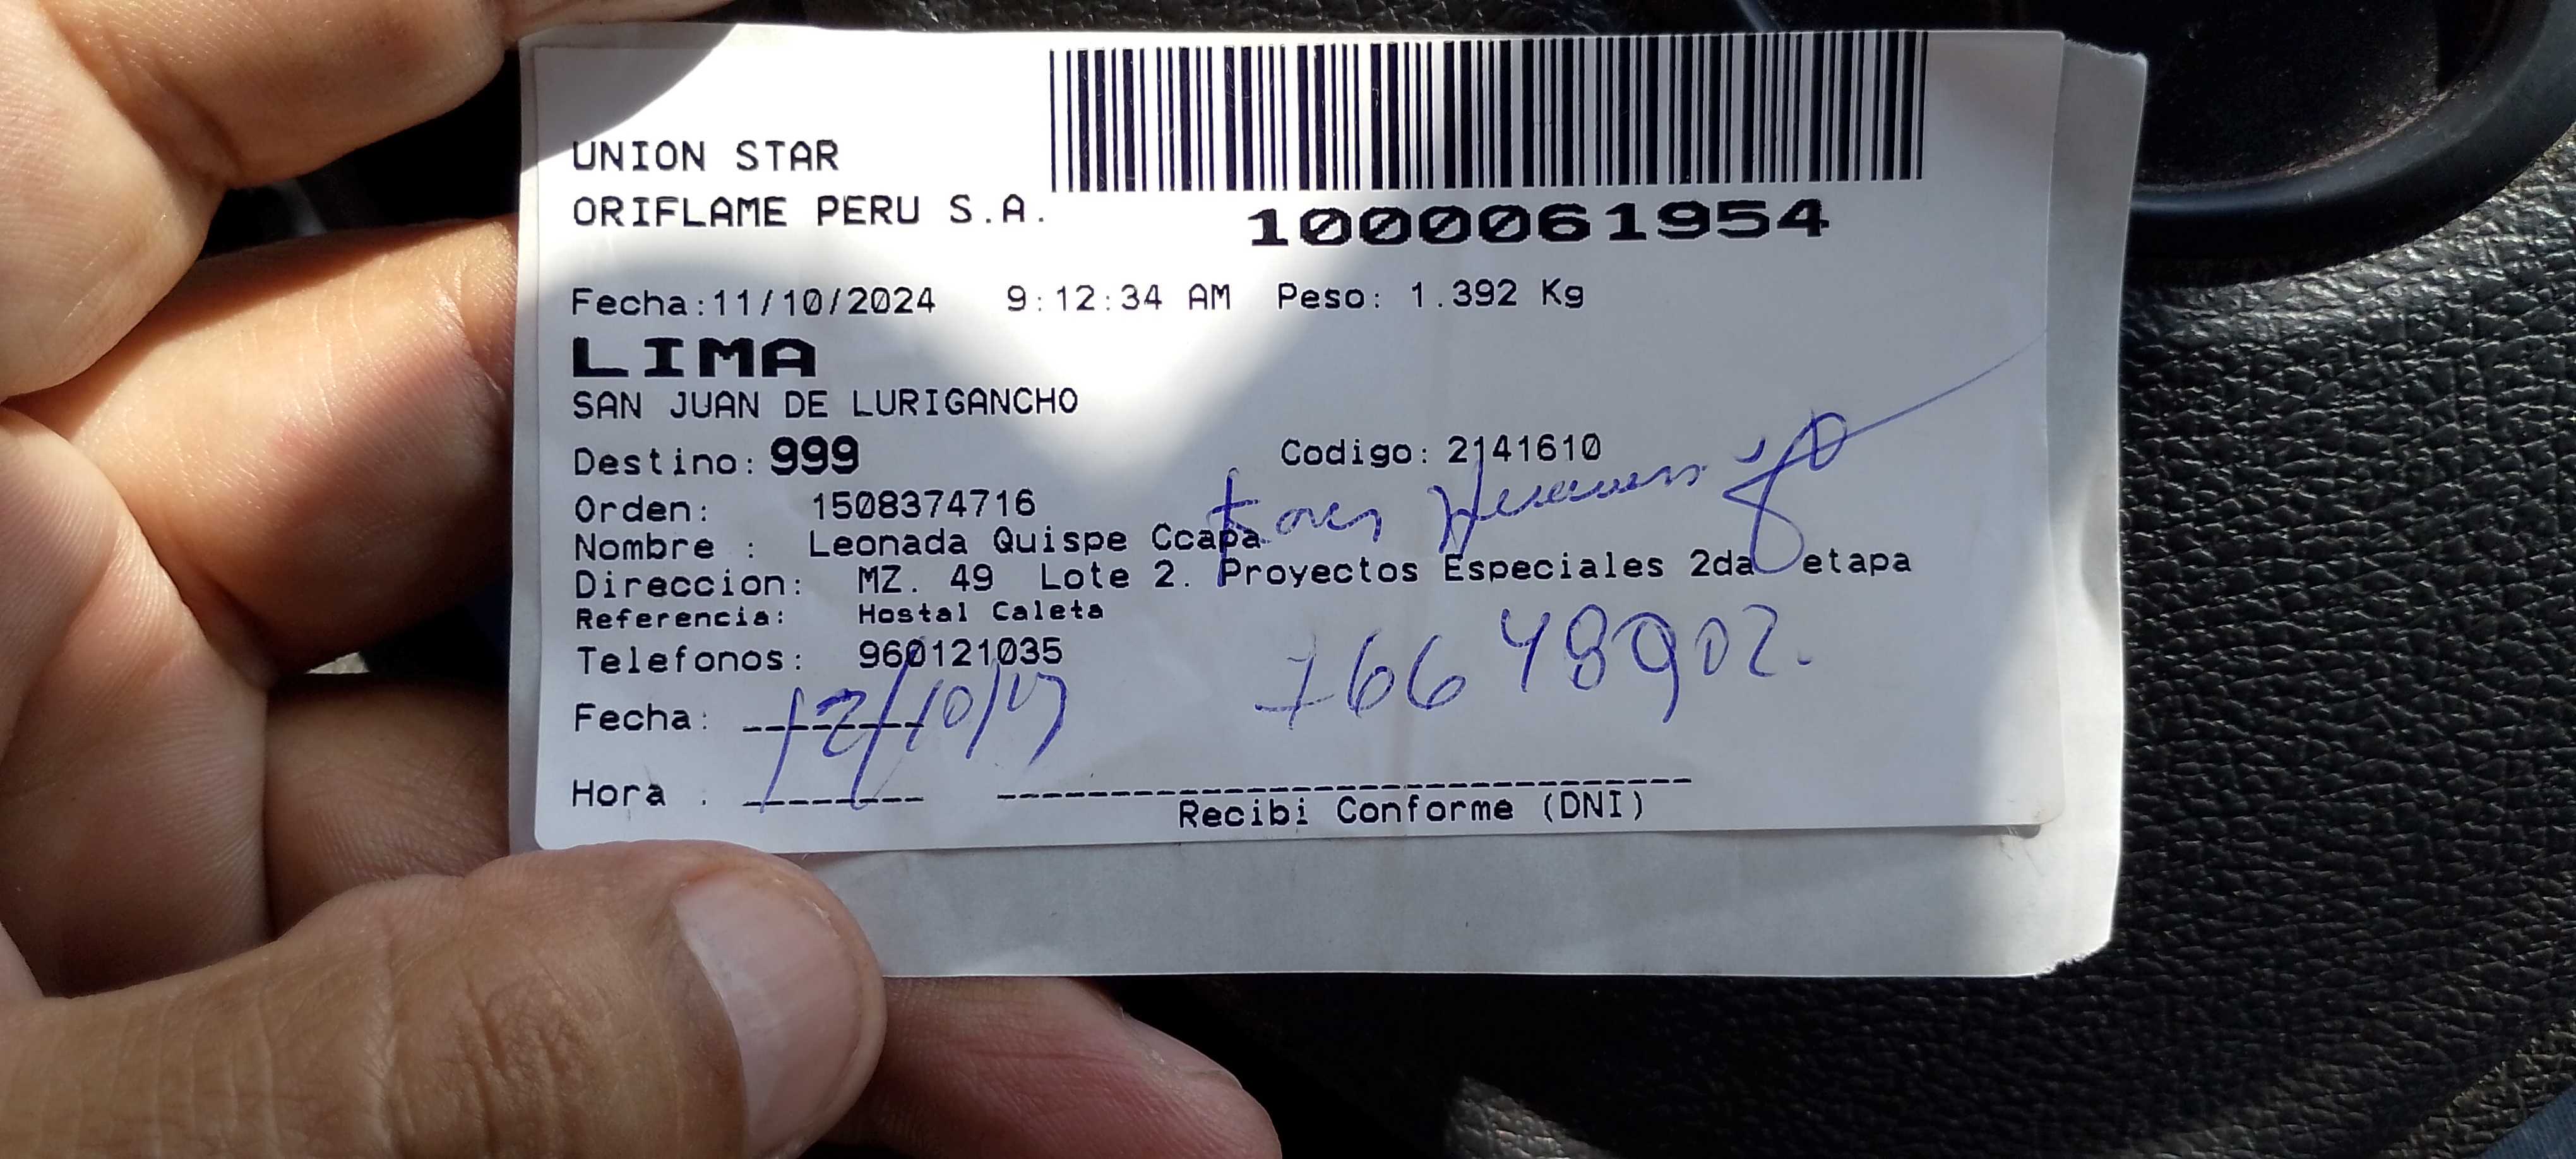 UNION STAR
ORIFLAME PERU S.A.
1000061954
Fecha:11/10/2024 9:12:34 AM Peso: 1.392 Kg
LIMA
SAN JUAN DE LURIGANCHO
Destino: 999 Codigo: 2141610
Orden: 1508374716
Nombre : Leonada Quispe Ccapa
Direccion: MZ. 49 Lote 2. Proyectos Especiales 2da etapa
Referencia: Hostal Caleta
Telefonos: 960121035
76648902.
Fecha: 12/10/
Hora :
Recibi Conforme (DNI)